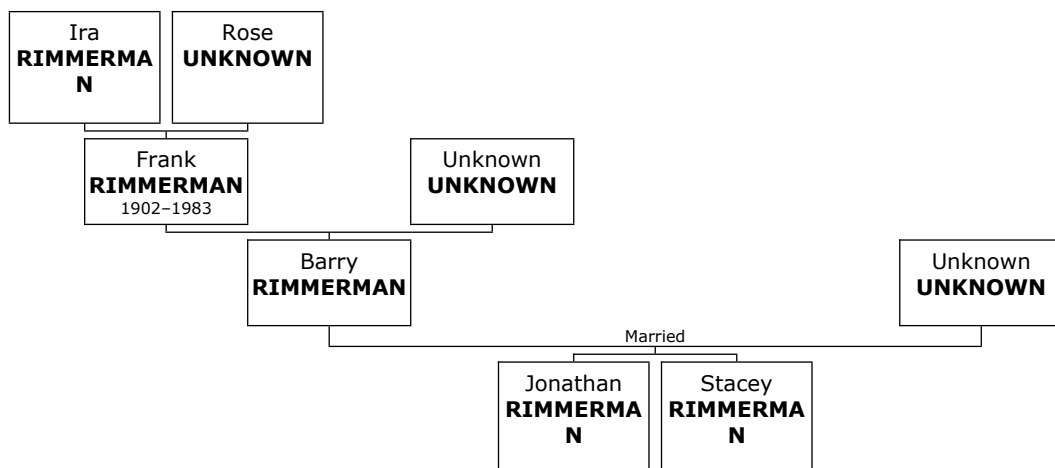 Ira
RIMMERMA
N
Rose
UNKNOWN
Frank
RIMMERMAN
1902–1983
Unknown
UNKNOWN
Barry
RIMMERMAN
Unknown
UNKNOWN
Married
Jonathan
RIMMERMA
N
Stacey
RIMMERMA
N